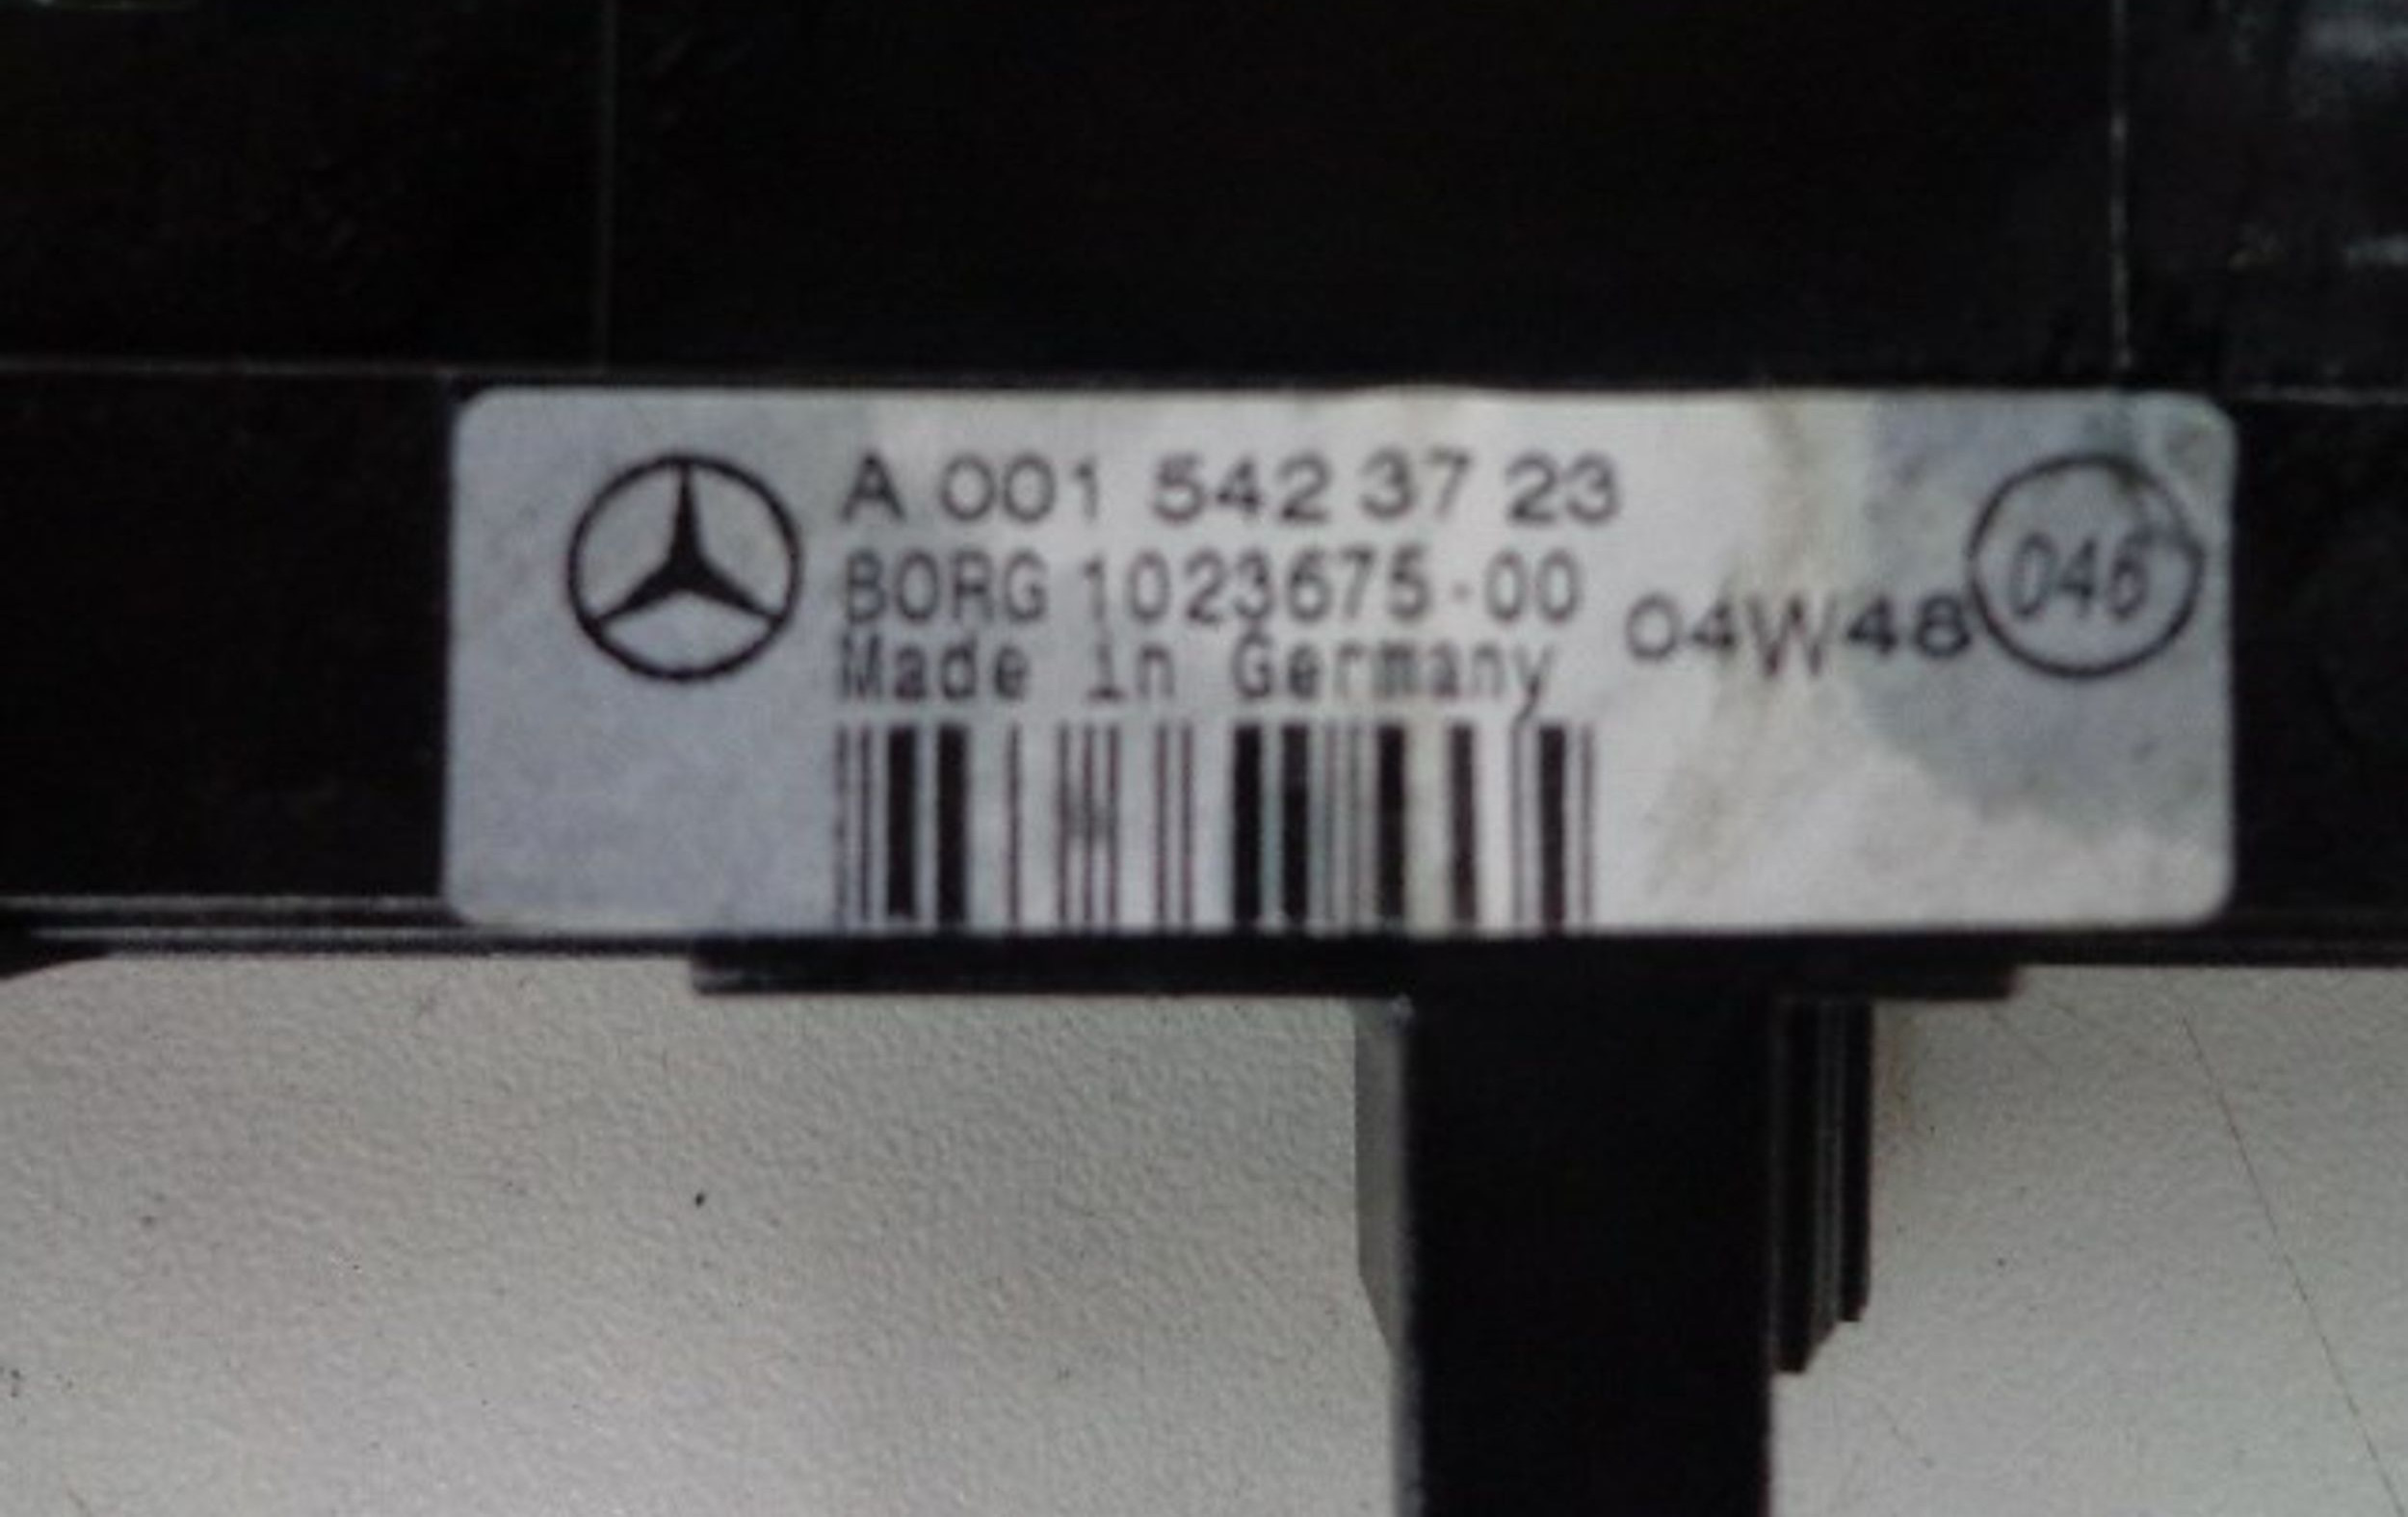 A 001 542 37 23
BORG 1023675-00
Made in Germany
04W48
046